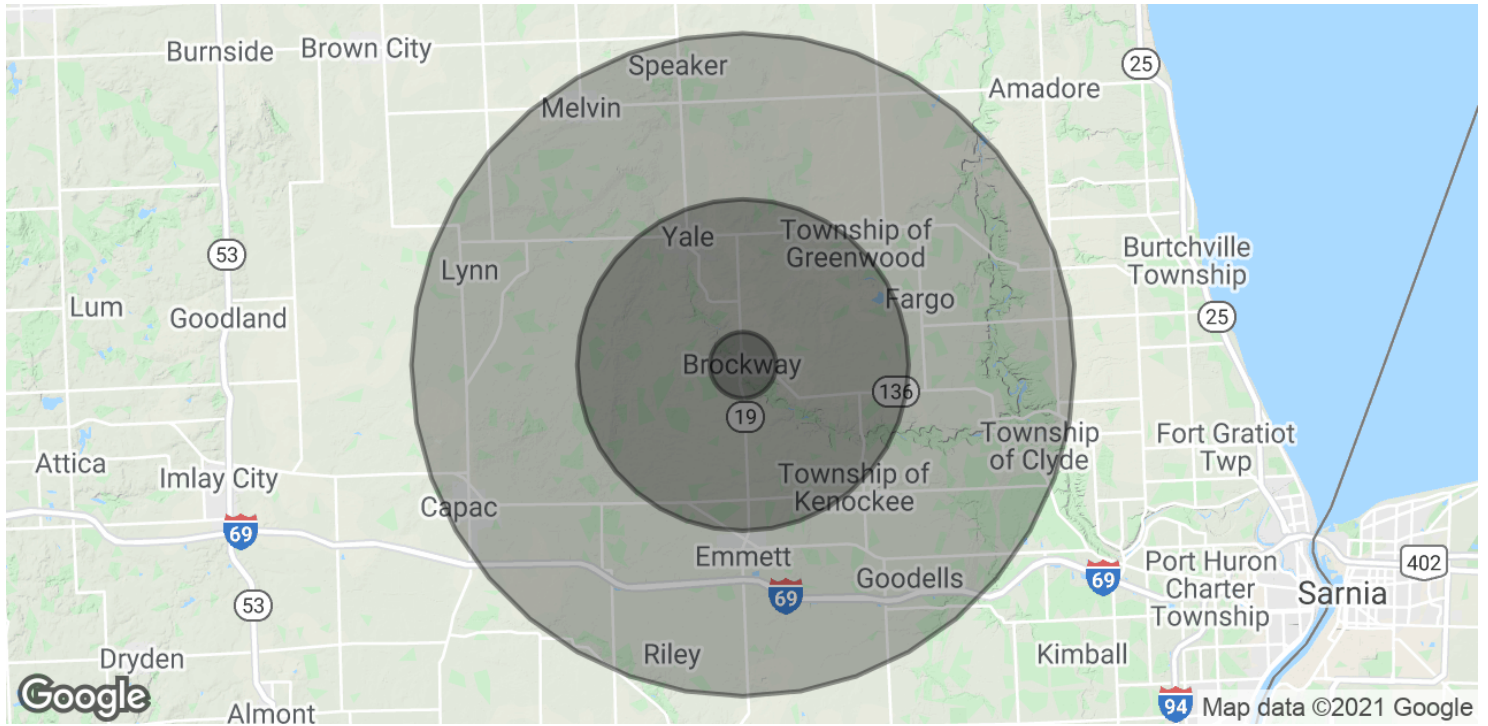 Burnside
Brown City
Speaker
25
Melvin
Amadore
Yale
Township of
Greenwood
53
Lynn
Burtchville
Township
Lum
Goodland
Fargo
25
Brockway
136
19
Township
of Clyde
Fort Gratiot
Twp
Attica
Imlay City
Township of
Kenockee
Capac
69
Emmett
Goodells
69
69
Port Huron
Charter
Township
402
Sarnia
53
Dryden
Riley
Kimball
Google
Almont
94
Map data ©2021 Google